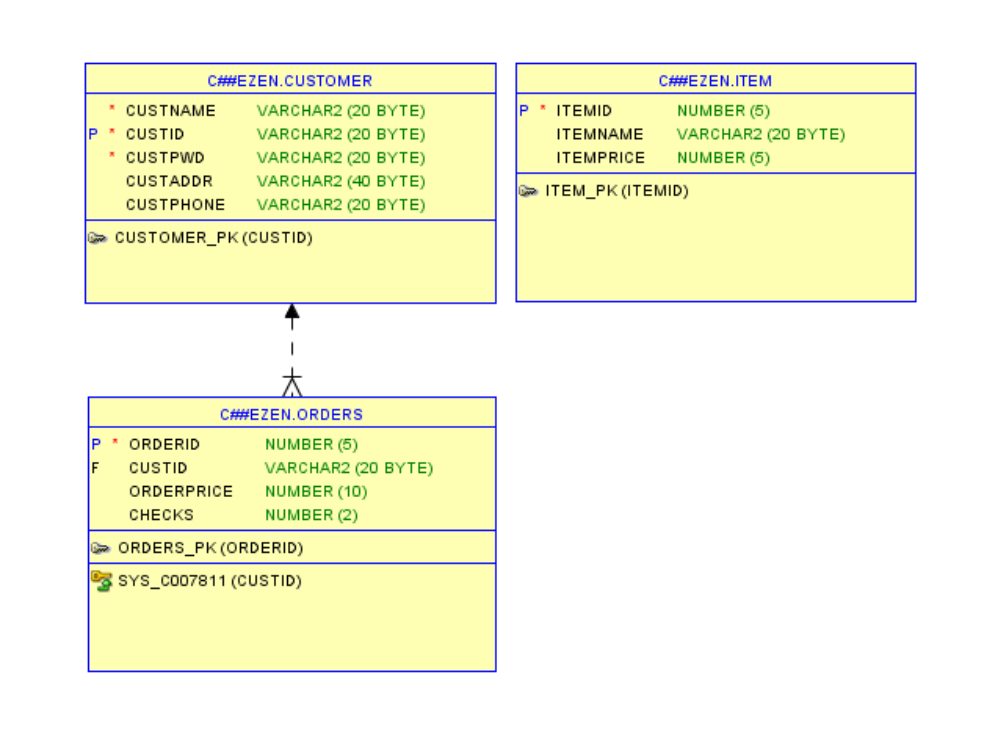 C##EZEN.CUSTOMER
* CUSTNAME VARCHAR2 (20 BYTE)
P * CUSTID VARCHAR2 (20 BYTE)
* CUSTPWD VARCHAR2 (20 BYTE)
CUSTADDR VARCHAR2 (40 BYTE)
CUSTPHONE VARCHAR2 (20 BYTE)
CUSTOMER_PK (CUSTID)
C##EZEN.ITEM
P * ITEMID NUMBER (5)
ITEMNAME VARCHAR2 (20 BYTE)
ITEMPRICE NUMBER (5)
ITEM_PK (ITEMID)
C##EZEN.ORDERS
P * ORDERID NUMBER (5)
F CUSTID VARCHAR2 (20 BYTE)
ORDERPRICE NUMBER (10)
CHECKS NUMBER (2)
ORDERS_PK (ORDERID)
SYS_C007811 (CUSTID)